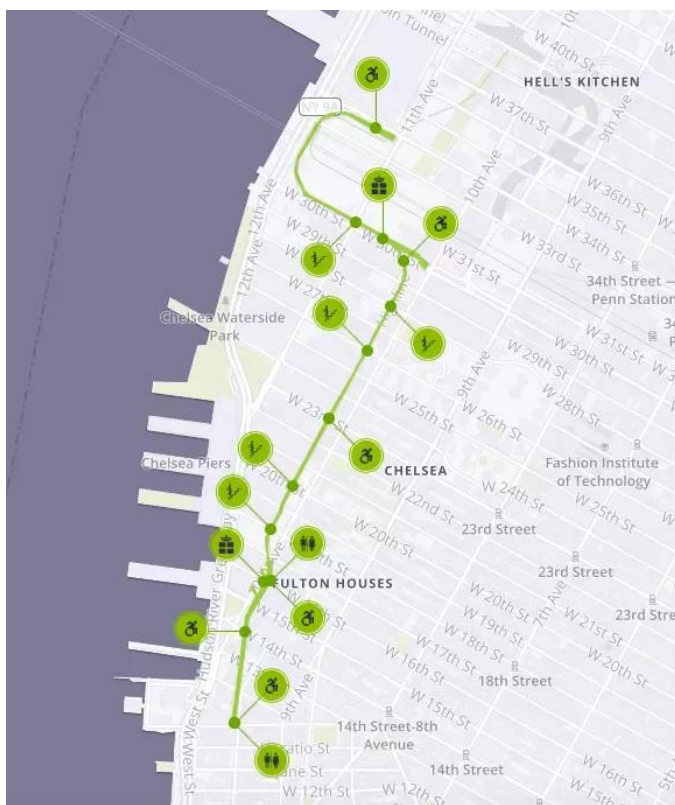 W 40th St
HELL'S KITCHEN
11th Ave
W 37th St
9th Ave
10th Ave
W 36th St
W 35th St
W 34th St
W 33rd St
W 31st St
W 30th St
W 29th St
12th Ave
12th Ave
34th Street —
Penn Station
Chelsea Waterside
Park
W 31st St
W 30th St
W 29th St
W 28th St
9th Ave
W 26th St
W 25th St
CHELSEA
Chelsea Piers
Fashion Institute
of Technology
W 24th St
W 25th St
W 22nd St
23rd Street
W 20th St
W 20th St
23rd Street
FULTON HOUSES
7th Ave
23rd Stre
W 20th St
W 19th St
W 18th St
W 17th St
W 16th St
W 15th St
W 21st St
W 20th St
W 15th St
W 14th St
18th Street
9th Ave
W 15th St
14th Street-8th
Avenue
14th Street
W 12th St
W 12th St
W 16th St
W 15th St
West St